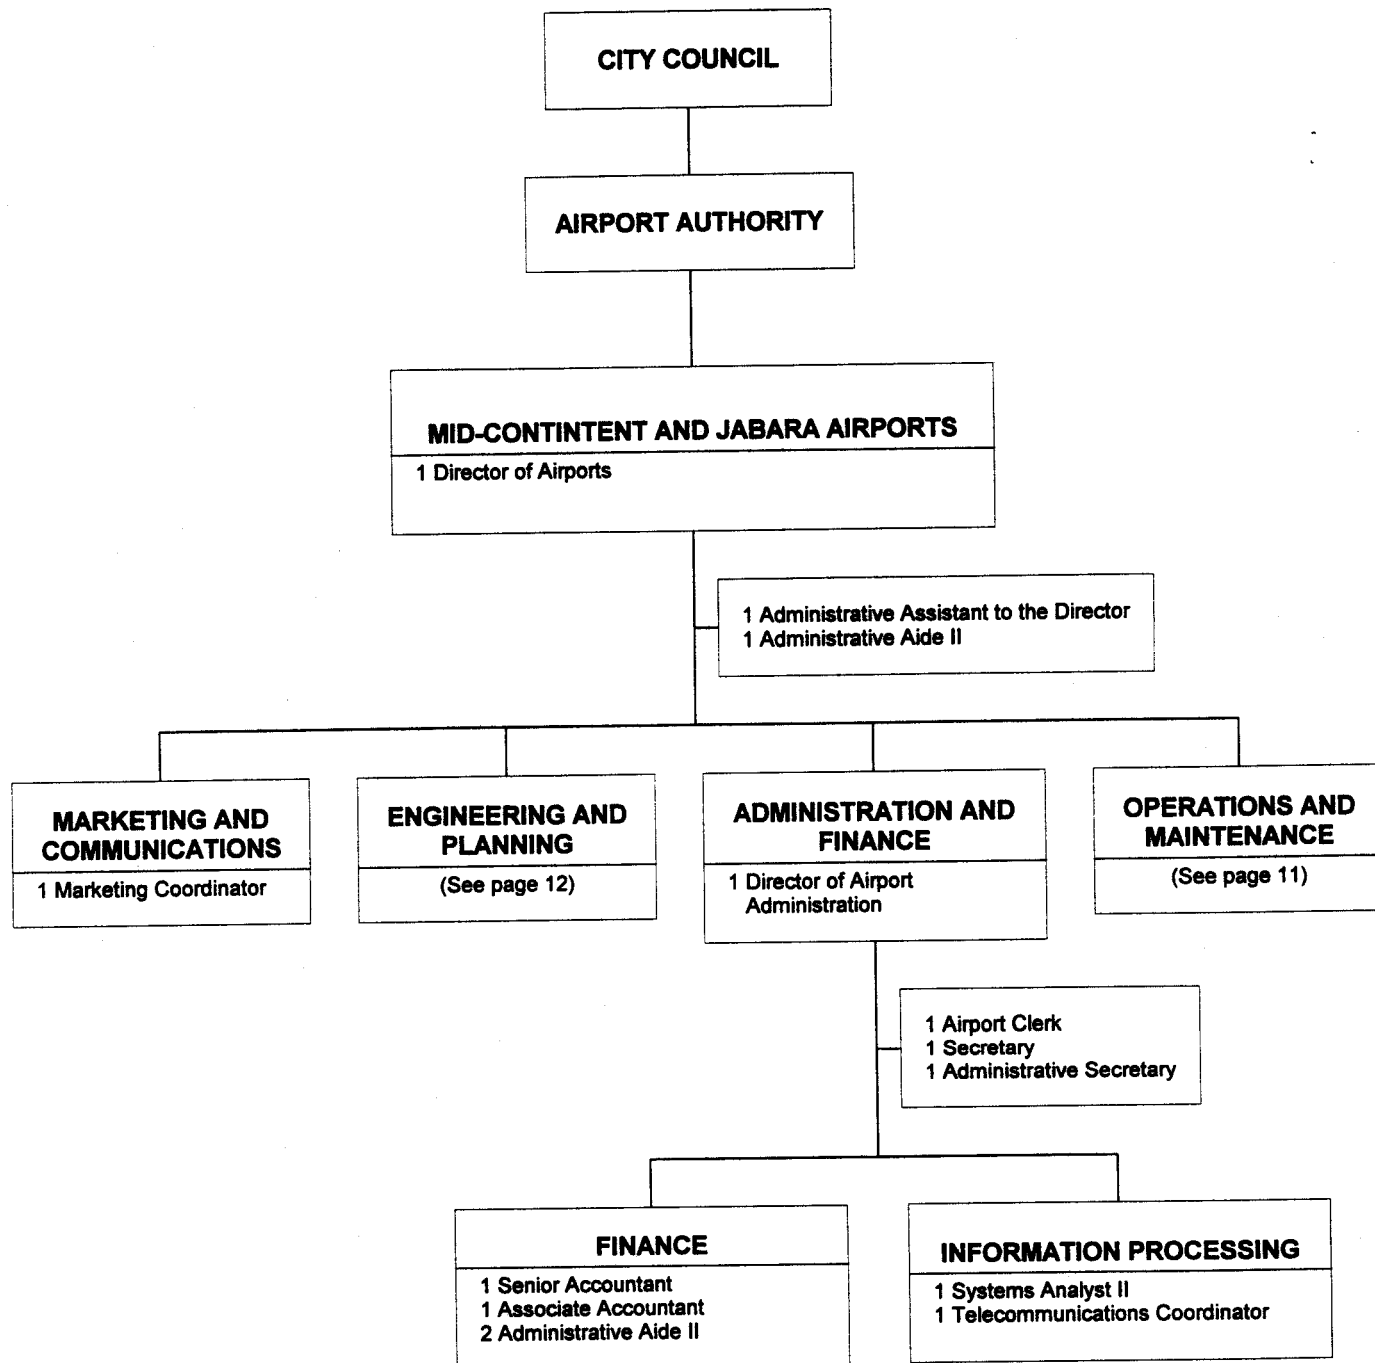 CITY COUNCIL
AIRPORT AUTHORITY
MID-CONTINTENT AND JABARA AIRPORTS
1 Director of Airports
1 Administrative Assistant to the Director
1 Administrative Aide II
MARKETING AND
COMMUNICATIONS
1 Marketing Coordinator
ENGINEERING AND
PLANNING
(See page 12)
ADMINISTRATION AND
FINANCE
1 Director of Airport
Administration
OPERATIONS AND
MAINTENANCE
(See page 11)
1 Airport Clerk
1 Secretary
1 Administrative Secretary
FINANCE
1 Senior Accountant
1 Associate Accountant
2 Administrative Aide II
INFORMATION PROCESSING
1 Systems Analyst II
1 Telecommunications Coordinator